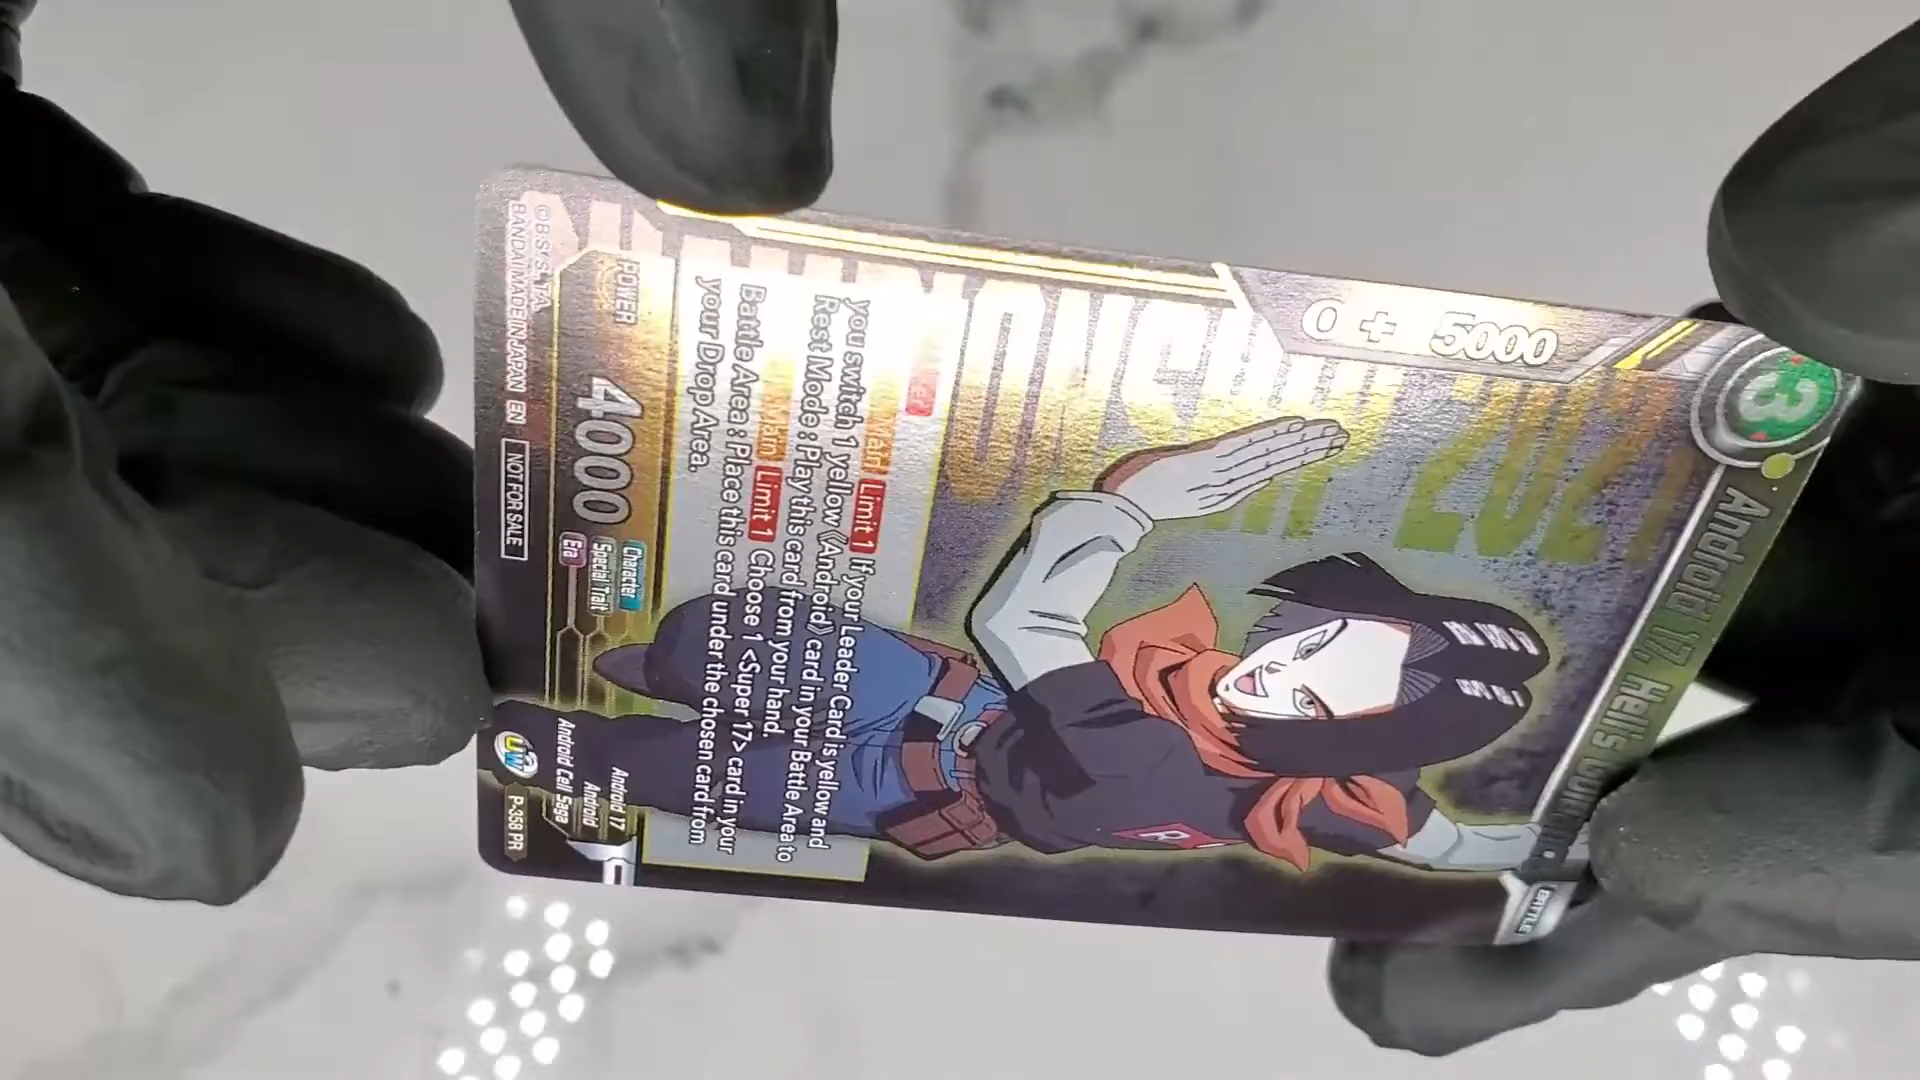 3
Android 17, Hell's
BATTLE
0 + 5000
2021
Limit 1 If your Leader Card is yellow and
you switch 1 yellow 《Android》 card in your Battle Area to
Rest Mode : Play this card from your hand.
Main Limit 1 Choose 1 <Super 17> card in your
Battle Area : Place this card under the chosen card from
your Drop Area.
R
POWER
4000
Character
Android 17
Special Trait
Android
Era
Android Cell Saga
©B.S/S.,T.A.
BANDAI MADE IN JAPAN EN
NOT FOR SALE
UW
P-358 PR